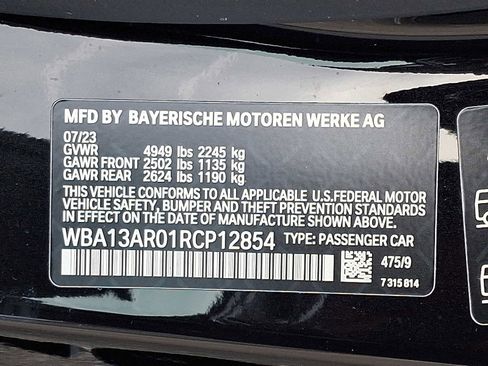 MFD BY BAYERISCHE MOTOREN WERKE AG
07/23
GVWR 4949 lbs 2245 kg
GAWR FRONT 2502 lbs 1135 kg
GAWR REAR 2624 lbs 1190 kg
THIS VEHICLE CONFORMS TO ALL APPLICABLE U.S.FEDERAL MOTOR
VEHICLE SAFETY, BUMPER, AND THEFT PREVENTION STANDARDS
IN EFFECT ON THE DATE OF MANUFACTURE SHOWN ABOVE.
WBA13AR01RCP12854 TYPE: PASSENGER CAR
475/9
7 315 814